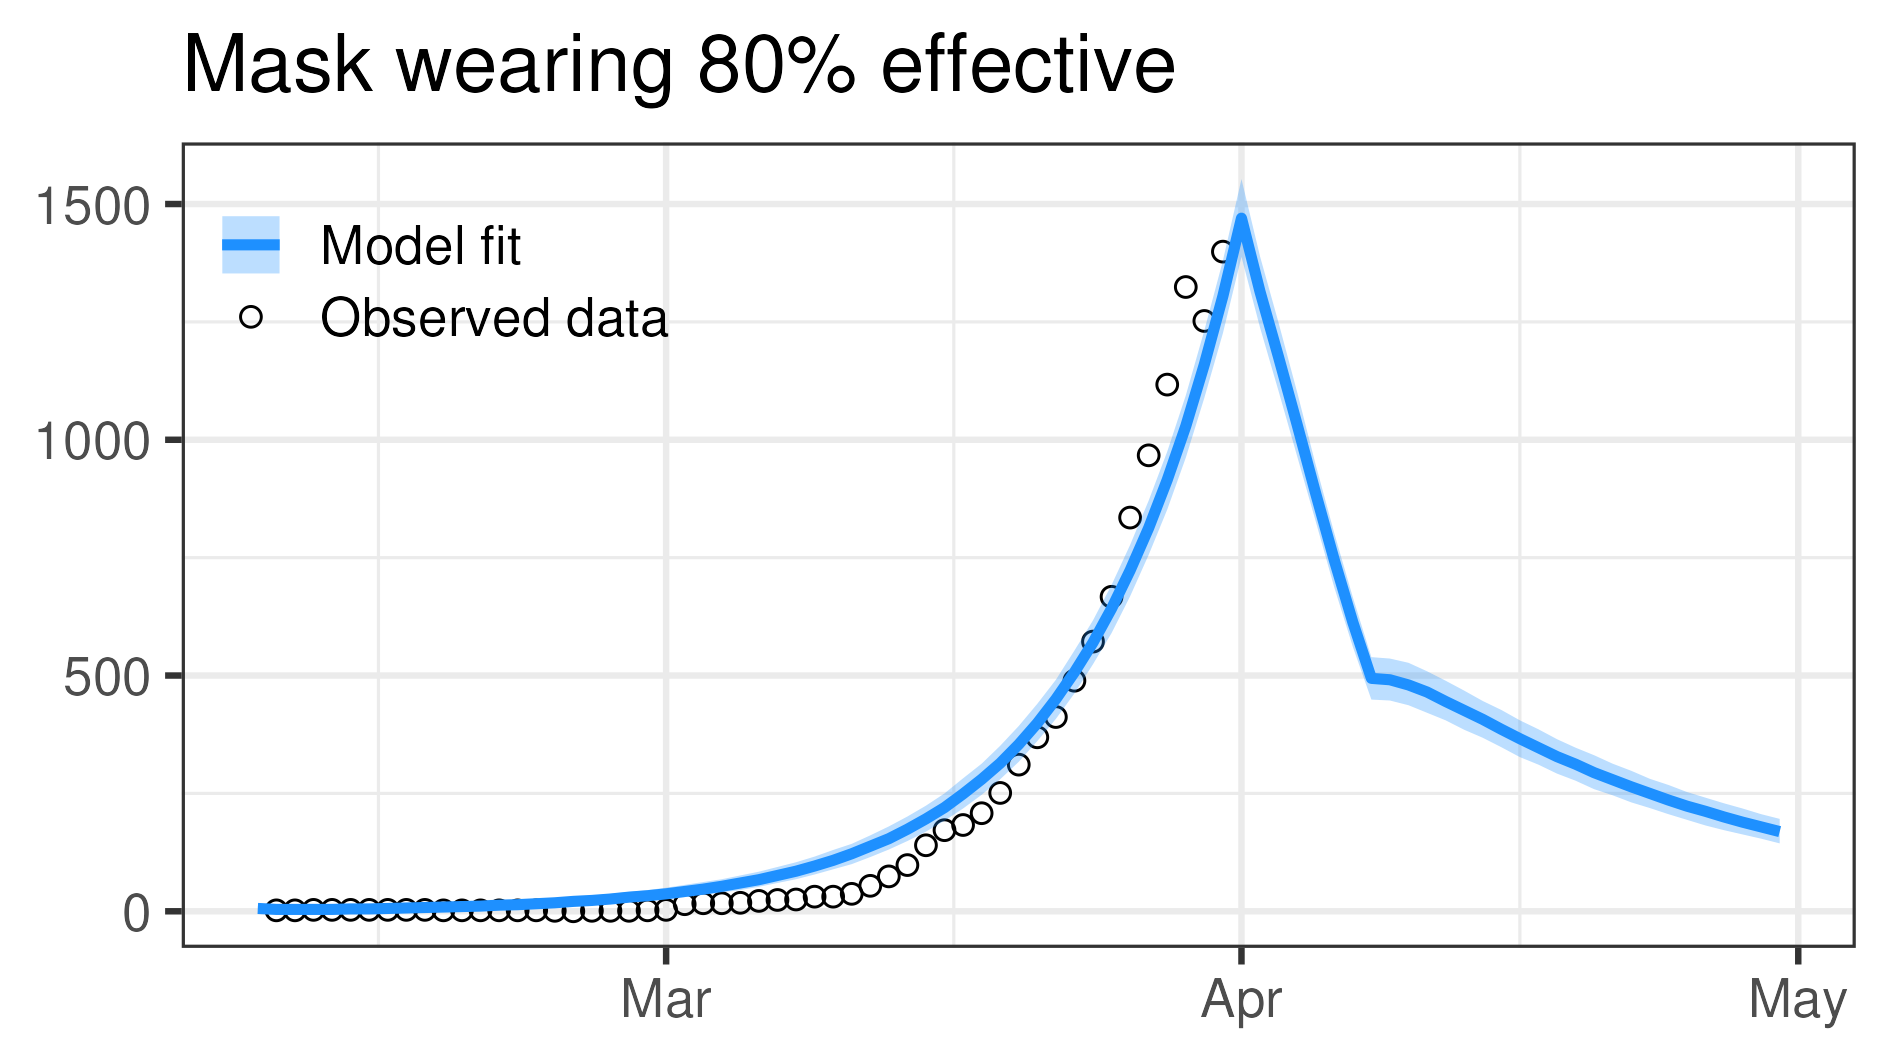 Mask wearing 80% effective
1500
1000
500
0
Model fit
Observed data
Mar
Apr
May